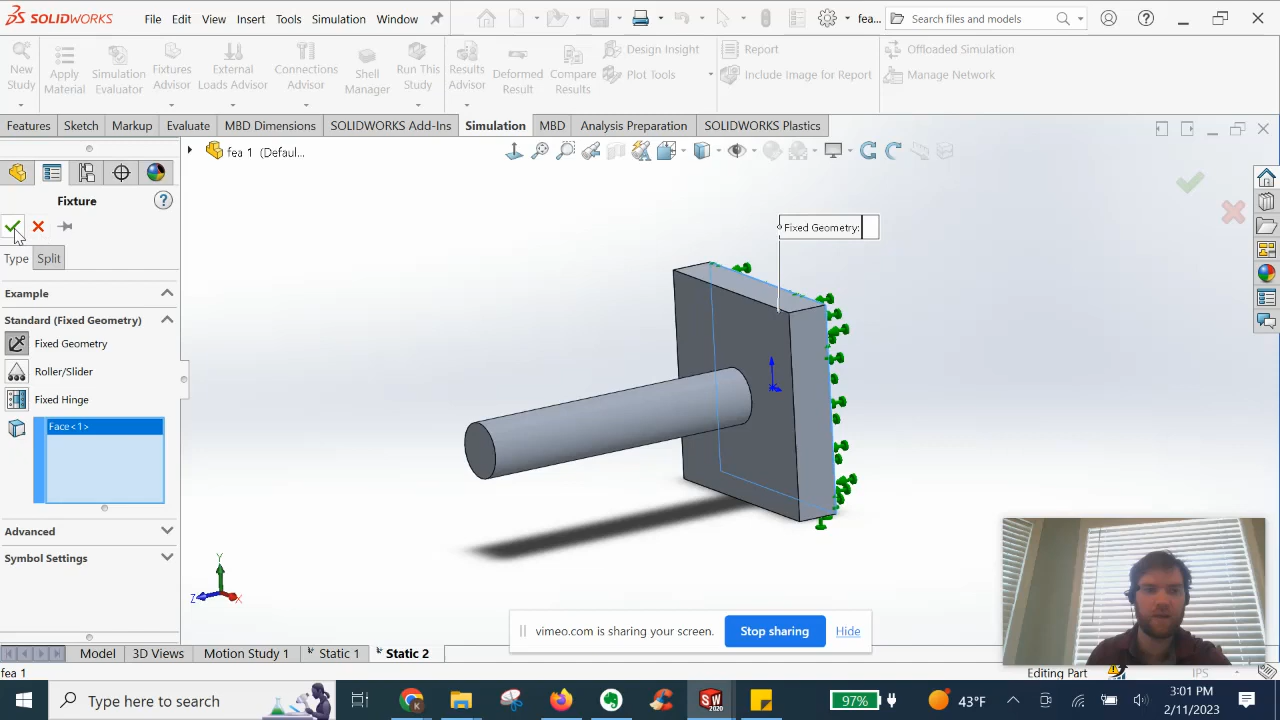 SOLIDWORKS File Edit View Insert Tools Simulation Window fea... Search files and models
New Study
Apply Material
Simulation Evaluator
Fixtures Advisor
External Loads Advisor
Connections Advisor
Shell Manager
Run This Study
Results Advisor
Deformed Result
Compare Results
Design Insight
Plot Tools
Report
Include Image for Report
Offloaded Simulation
Manage Network
Features Sketch Markup Evaluate MBD Dimensions SOLIDWORKS Add-Ins Simulation MBD Analysis Preparation SOLIDWORKS Plastics
fea 1 (Defaul...
Fixture
Type Split
Example
Standard (Fixed Geometry)
Fixed Geometry
Roller/Slider
Fixed Hinge
Face<1>
Advanced
Symbol Settings
Fixed Geometry:
Y
Z X
vimeo.com is sharing your screen. Stop sharing Hide
Model 3D Views Motion Study 1 Static 1 Static 2
fea 1 Editing Part IPS
Type here to search
SW
2020
97%
43°F
3:01 PM
2/11/2023